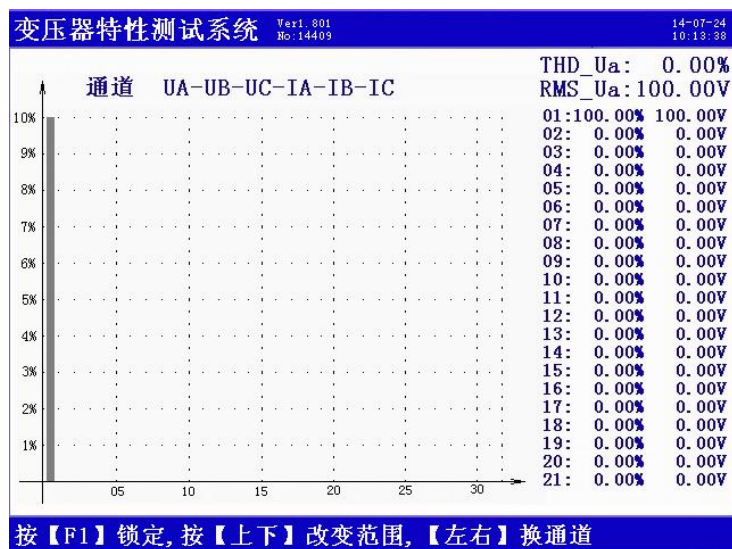 变压器特性测试系统
Ver1.801
No:14409
14-07-24
10:13:38
THD_Ua: 0.00%
RMS_Ua:100.00V
通道 UA-UB-UC-IA-IB-IC
10%
9%
8%
7%
6%
5%
4%
3%
2%
1%
05 10 15 20 25 30
01:100.00% 100.00V
02: 0.00% 0.00V
03: 0.00% 0.00V
04: 0.00% 0.00V
05: 0.00% 0.00V
06: 0.00% 0.00V
07: 0.00% 0.00V
08: 0.00% 0.00V
09: 0.00% 0.00V
10: 0.00% 0.00V
11: 0.00% 0.00V
12: 0.00% 0.00V
13: 0.00% 0.00V
14: 0.00% 0.00V
15: 0.00% 0.00V
16: 0.00% 0.00V
17: 0.00% 0.00V
18: 0.00% 0.00V
19: 0.00% 0.00V
20: 0.00% 0.00V
21: 0.00% 0.00V
按【F1】锁定,按【上下】改变范围,【左右】换通道